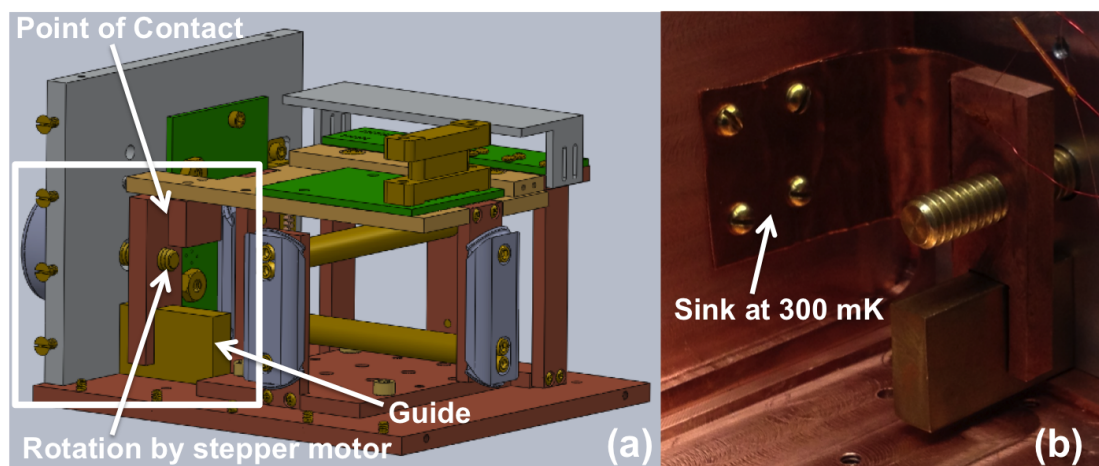 Point of Contact
Guide
Rotation by stepper motor
(a)
Sink at 300 mK
(b)